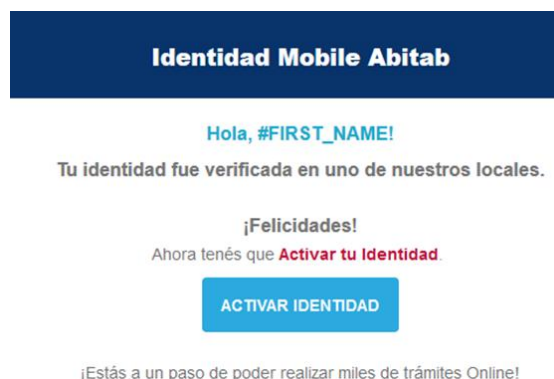 Identidad Mobile Abitab
Hola, #FIRST_NAME!
Tu identidad fue verificada en uno de nuestros locales.
¡Felicidades!
Ahora tenés que Activar tu Identidad.
ACTIVAR IDENTIDAD
¡Estás a un paso de poder realizar miles de trámites Online!